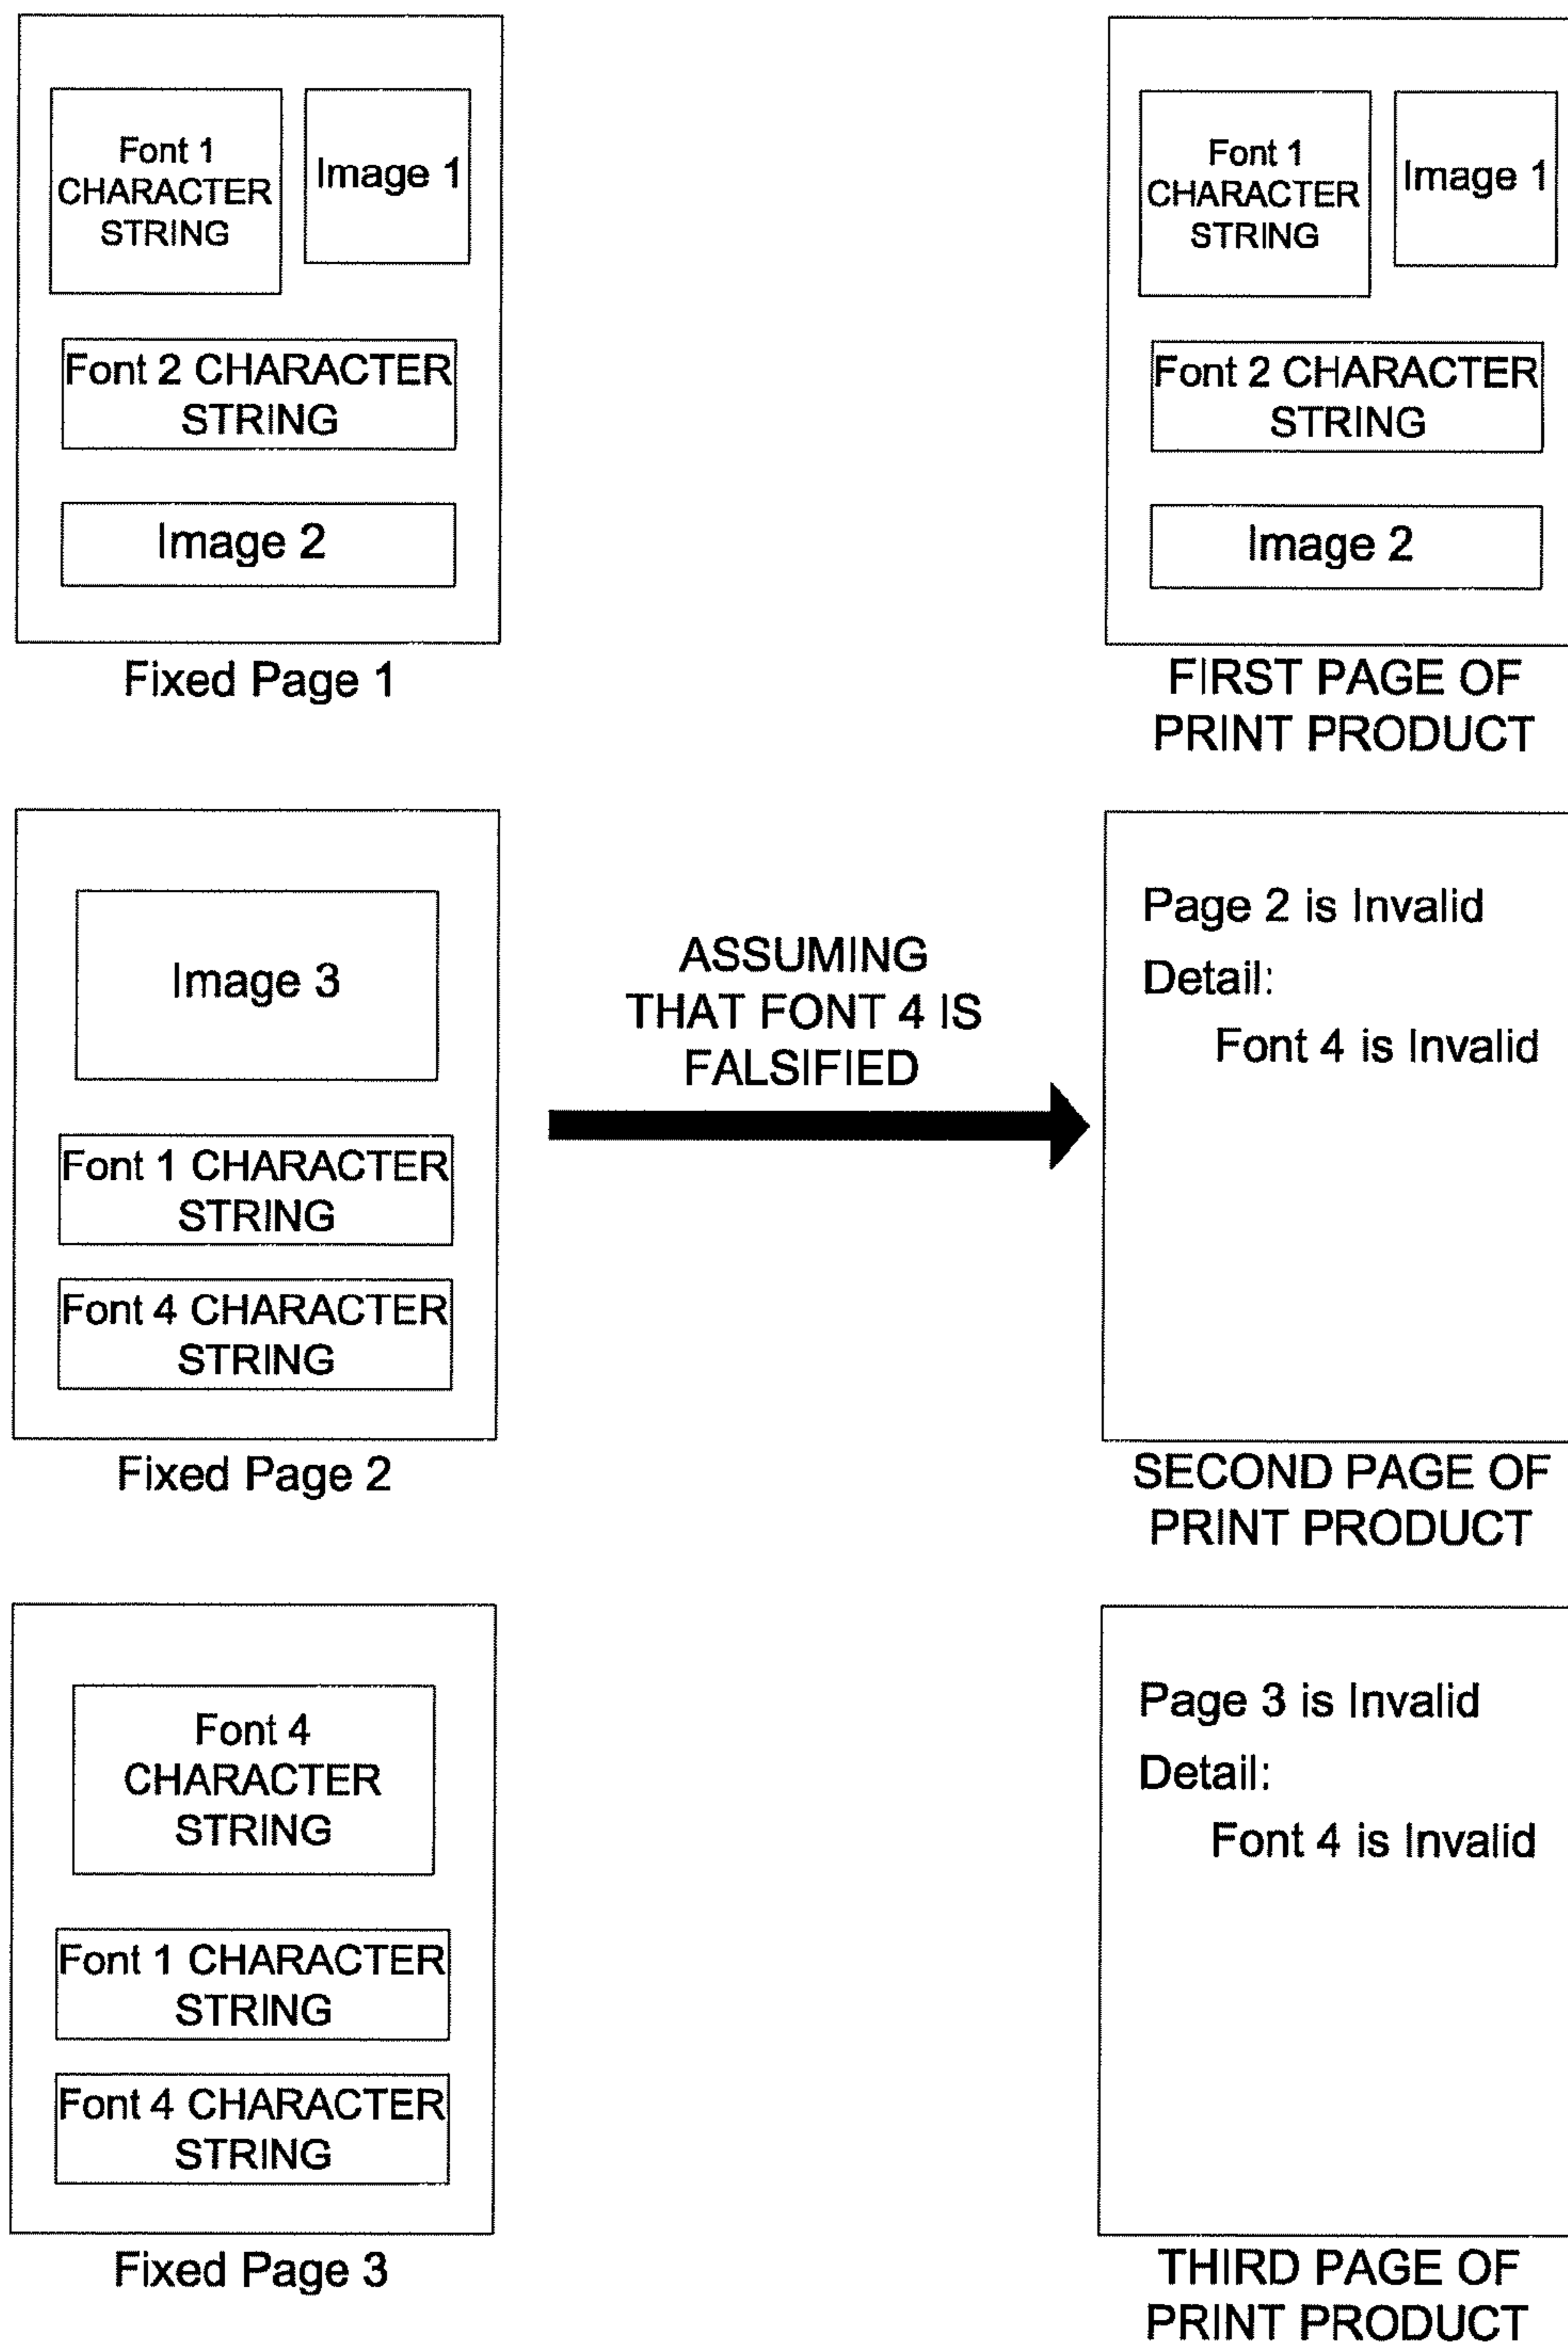 Font 1
CHARACTER
STRING
Image 1
Font 2 CHARACTER
STRING
Image 2
Fixed Page 1
Font 1
CHARACTER
STRING
Image 1
Font 2 CHARACTER
STRING
Image 2
FIRST PAGE OF
PRINT PRODUCT
Image 3
Font 1 CHARACTER
STRING
Font 4 CHARACTER
STRING
Fixed Page 2
ASSUMING
THAT FONT 4 IS
FALSIFIED
Page 2 is Invalid
Detail:
Font 4 is Invalid
SECOND PAGE OF
PRINT PRODUCT
Font 4
CHARACTER
STRING
Font 1 CHARACTER
STRING
Font 4 CHARACTER
STRING
Fixed Page 3
Page 3 is Invalid
Detail:
Font 4 is Invalid
THIRD PAGE OF
PRINT PRODUCT